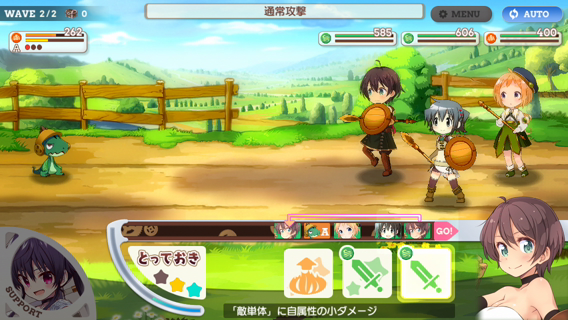 WAVE 2/2 0
通常攻撃
MENU
AUTO
262
A
585
606
400
A
GO!
とっておき
SUPPORT
「敵単体」に自属性の小ダメージ